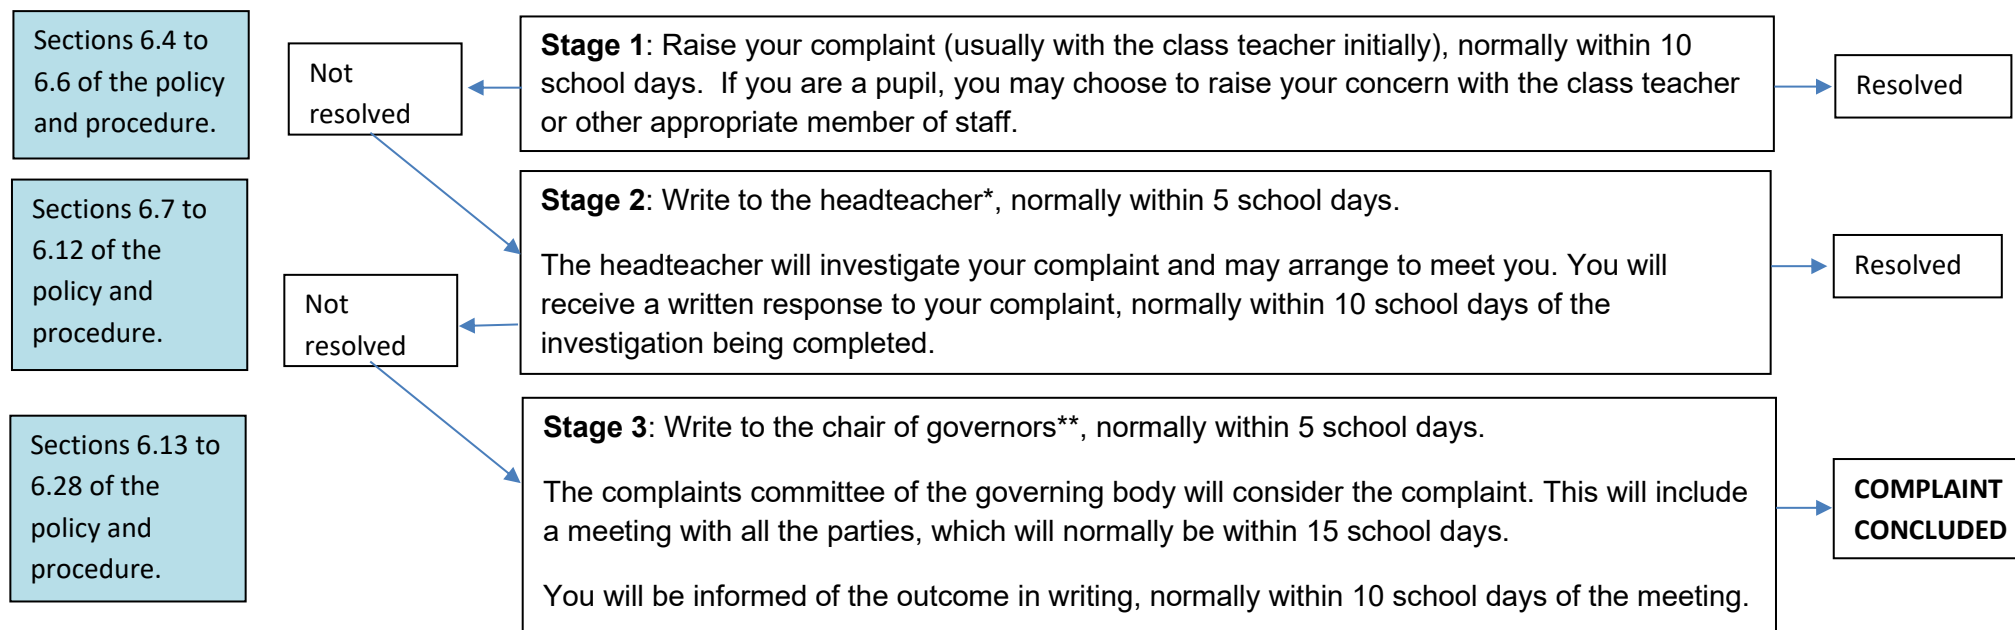 Sections 6.4 to
6.6 of the policy
and procedure.
Not
resolved
Stage 1: Raise your complaint (usually with the class teacher initially), normally within 10
school days.  If you are a pupil, you may choose to raise your concern with the class teacher
or other appropriate member of staff.
Resolved
Sections 6.7 to
6.12 of the
policy and
procedure.
Stage 2: Write to the headteacher*, normally within 5 school days.
The headteacher will investigate your complaint and may arrange to meet you. You will
receive a written response to your complaint, normally within 10 school days of the
investigation being completed.
Resolved
Not
resolved
Sections 6.13 to
6.28 of the
policy and
procedure.
Stage 3: Write to the chair of governors**, normally within 5 school days.
The complaints committee of the governing body will consider the complaint. This will include
a meeting with all the parties, which will normally be within 15 school days.
You will be informed of the outcome in writing, normally within 10 school days of the meeting.
COMPLAINT
CONCLUDED